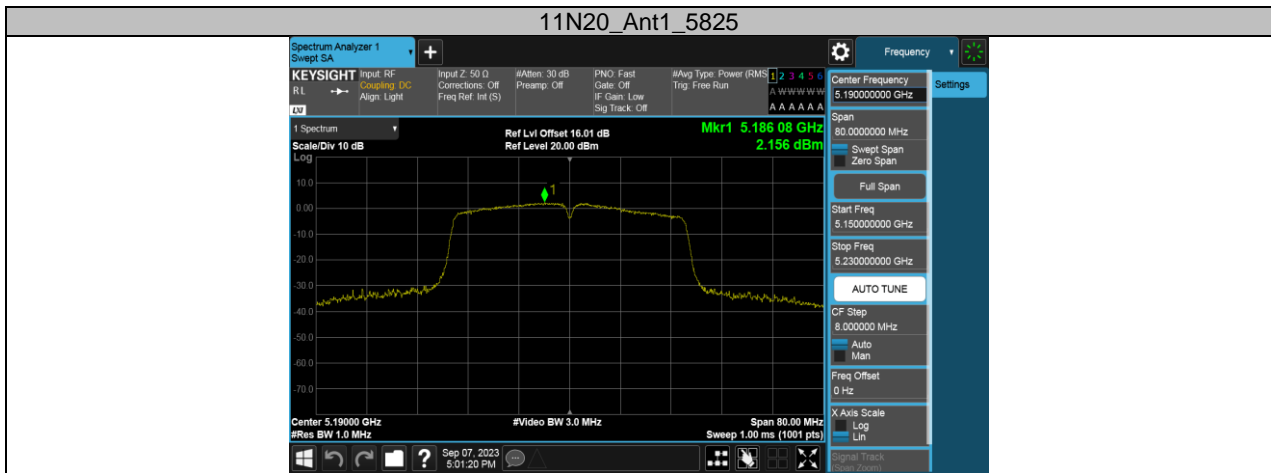 11N20_Ant1_5825
Spectrum Analyzer 1
Swept SA
+
Frequency
KEYSIGHT
RL
LXI
Input: RF
Coupling: DC
Align: Light
Input Z: 50 Ω
Corrections: Off
Freq Ref: Int (S)
#Atten: 30 dB
Preamp: Off
PNO: Fast
Gate: Off
IF Gain: Low
Sig Track: Off
#Avg Type: Power (RMS
Trig: Free Run
1 2 3 4 5 6
A W W W W W
A A A A A A
Center Frequency
5.190000000 GHz
Settings
Span
80.0000000 MHz
Swept Span
Zero Span
Full Span
Start Freq
5.150000000 GHz
Stop Freq
5.230000000 GHz
AUTO TUNE
CF Step
8.000000 MHz
Auto
Man
Freq Offset
0 Hz
X Axis Scale
Log
Lin
Signal Track
(Span Zoom)
1 Spectrum
Scale/Div 10 dB
Ref Lvl Offset 16.01 dB
Ref Level 20.00 dBm
Mkr1 5.186 08 GHz
2.156 dBm
Log
10.0
0.00
-10.0
-20.0
-30.0
-40.0
-50.0
-60.0
-70.0
1
Center 5.19000 GHz
#Video BW 3.0 MHz
Span 80.00 MHz
#Res BW 1.0 MHz
Sweep 1.00 ms (1001 pts)
?
Sep 07, 2023
5:01:20 PM